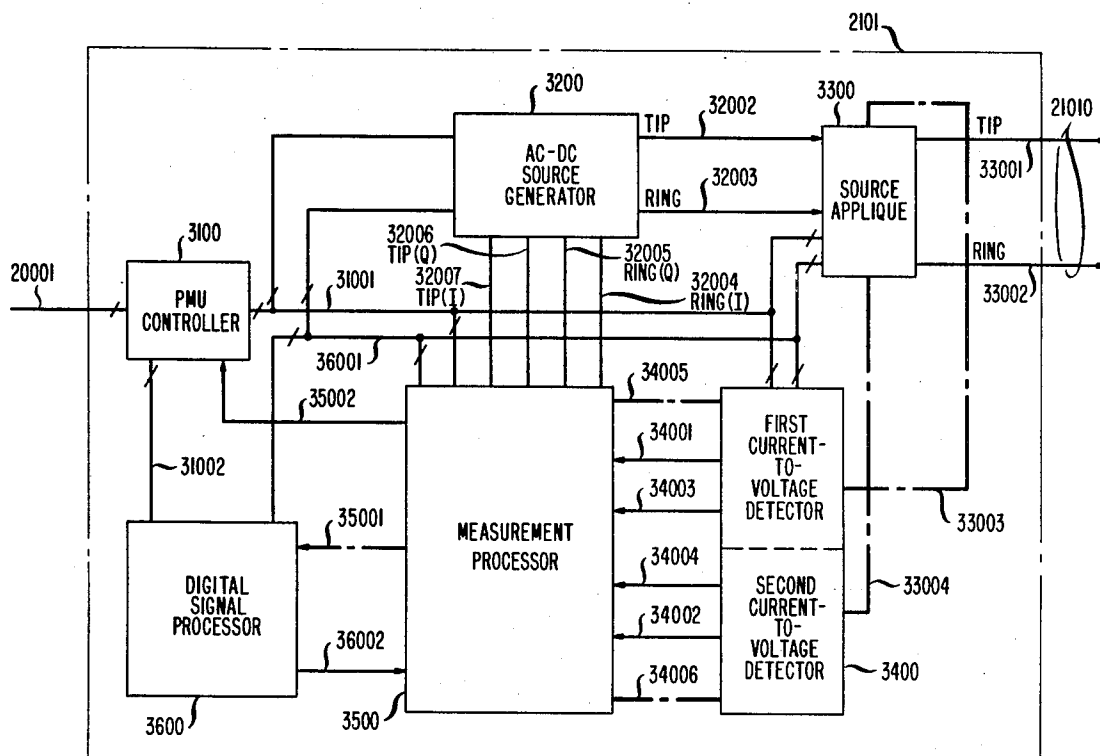 2101
3200
32002
3300
21010
TIP
TIP
AC-DC
SOURCE
GENERATOR
SOURCE
APPLIQUE
33001
RING
32003
3100
20001
PMU
CONTROLLER
32006
TIP(Q)
32007
TIP(I)
31001
32005
RING(Q)
32004
RING(I)
RING
33002
36001
35002
34005
31002
34001
34003
FIRST
CURRENT-
TO-
VOLTAGE
DETECTOR
33003
35001
MEASUREMENT
PROCESSOR
34004
33004
DIGITAL
SIGNAL
PROCESSOR
34002
SECOND
CURRENT-
TO-
VOLTAGE
DETECTOR
36002
34006
3400
3600
3500